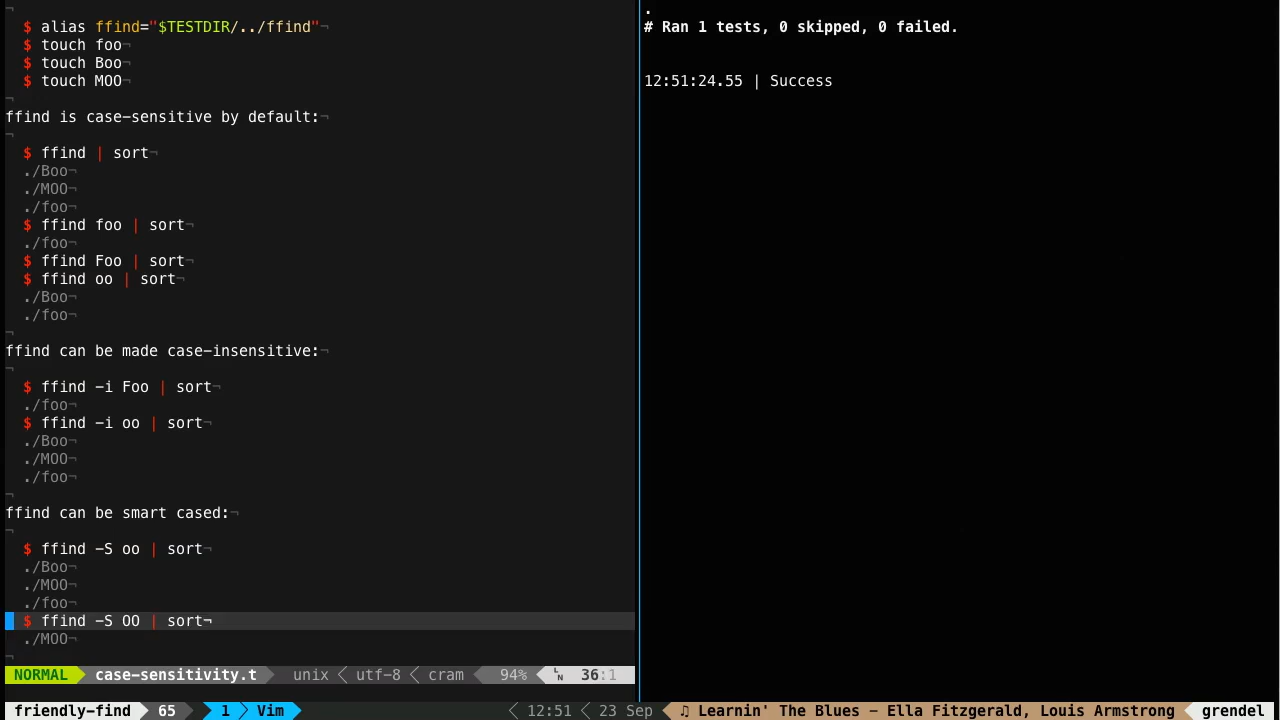 $ alias ffind="$TESTDIR/../ffind"¬
$ touch foo¬
$ touch Boo¬
$ touch MOO¬
¬
ffind is case-sensitive by default:¬
¬
$ ffind | sort¬
./Boo¬
./MOO¬
./foo¬
$ ffind foo | sort¬
./foo¬
$ ffind Foo | sort¬
$ ffind oo | sort¬
./Boo¬
./foo¬
¬
ffind can be made case-insensitive:¬
¬
$ ffind -i Foo | sort¬
./foo¬
$ ffind -i oo | sort¬
./Boo¬
./MOO¬
./foo¬
¬
ffind can be smart cased:¬
¬
$ ffind -S oo | sort¬
./Boo¬
./MOO¬
./foo¬
$ ffind -S OO | sort¬
./MOO¬
¬
NORMAL case-sensitivity.t unix utf-8 cram 94% LN 36:1
.
# Ran 1 tests, 0 skipped, 0 failed.
12:51:24.55 | Success
friendly-find 65 1 Vim 12:51 23 Sep ♫ Learnin' The Blues – Ella Fitzgerald, Louis Armstrong grendel